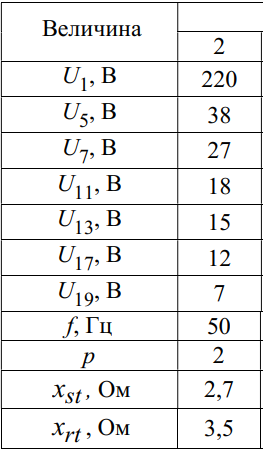 Величина
2
U1, В 220
U5, В 38
U7, В 27
U11, В 18
U13, В 15
U17, В 12
U19, В 7
f, Гц 50
p 2
xst, Ом 2,7
xrt, Ом 3,5